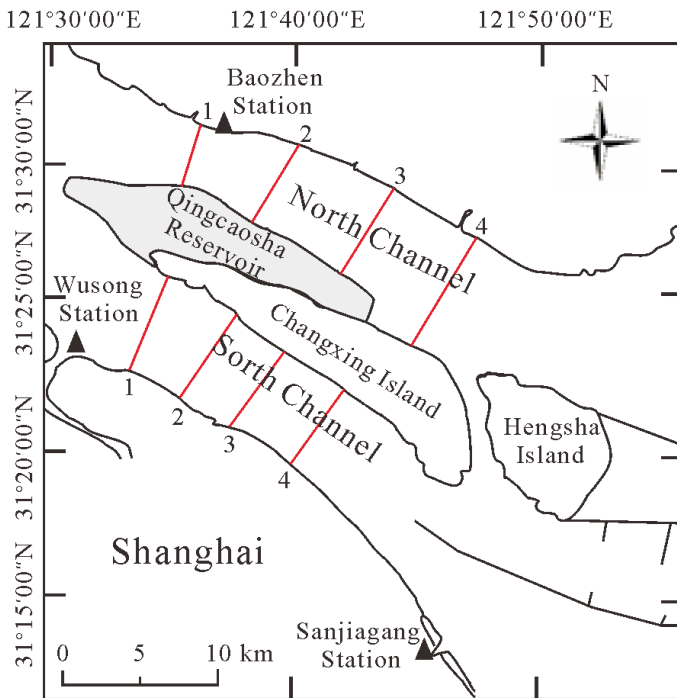 121°30′00″E 121°40′00″E 121°50′00″E
N
Baozhen
Station
1
2
3
4
31°30′00″N
North Channel
Qingcaosha
Reservoir
31°25′00″N
Wusong
Station
Changxing Island
Sorth Channel
1
2
3
4
Hengsha
Island
31°20′00″N
Shanghai
31°15′00″N
Sanjiagang
Station
0 5 10 km